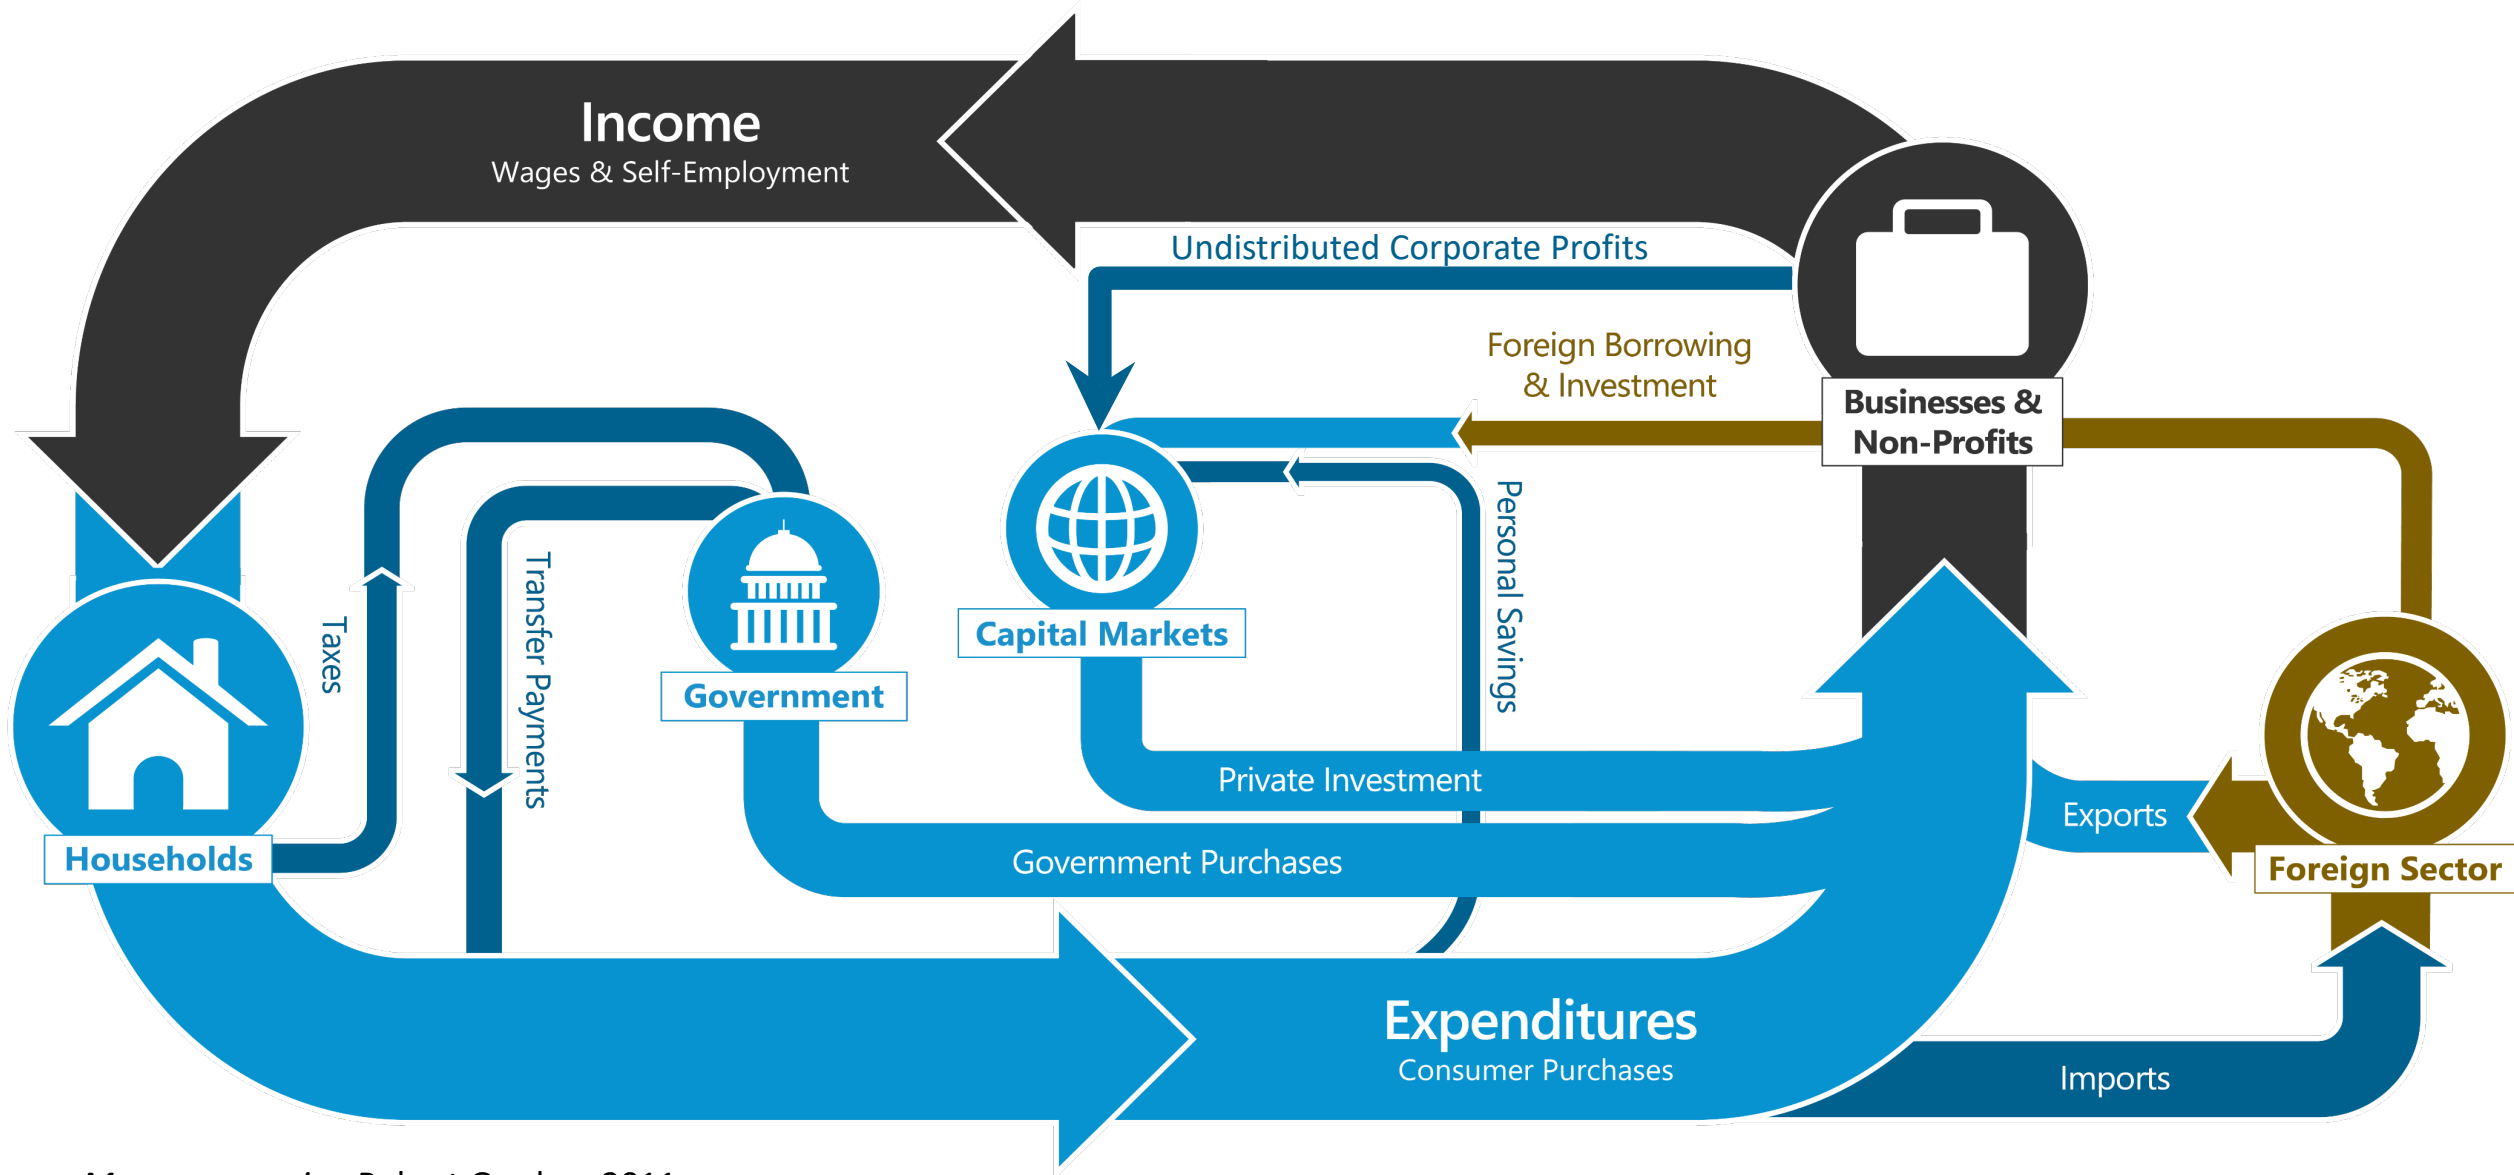 Income
Wages & Self-Employment
Undistributed Corporate Profits
Foreign Borrowing
& Investment
Businesses &
Non-Profits
Personal Savings
Transfer Payments
Taxes
Capital Markets
Government
Private Investment
Exports
Households
Government Purchases
Foreign Sector
Expenditures
Consumer Purchases
Imports